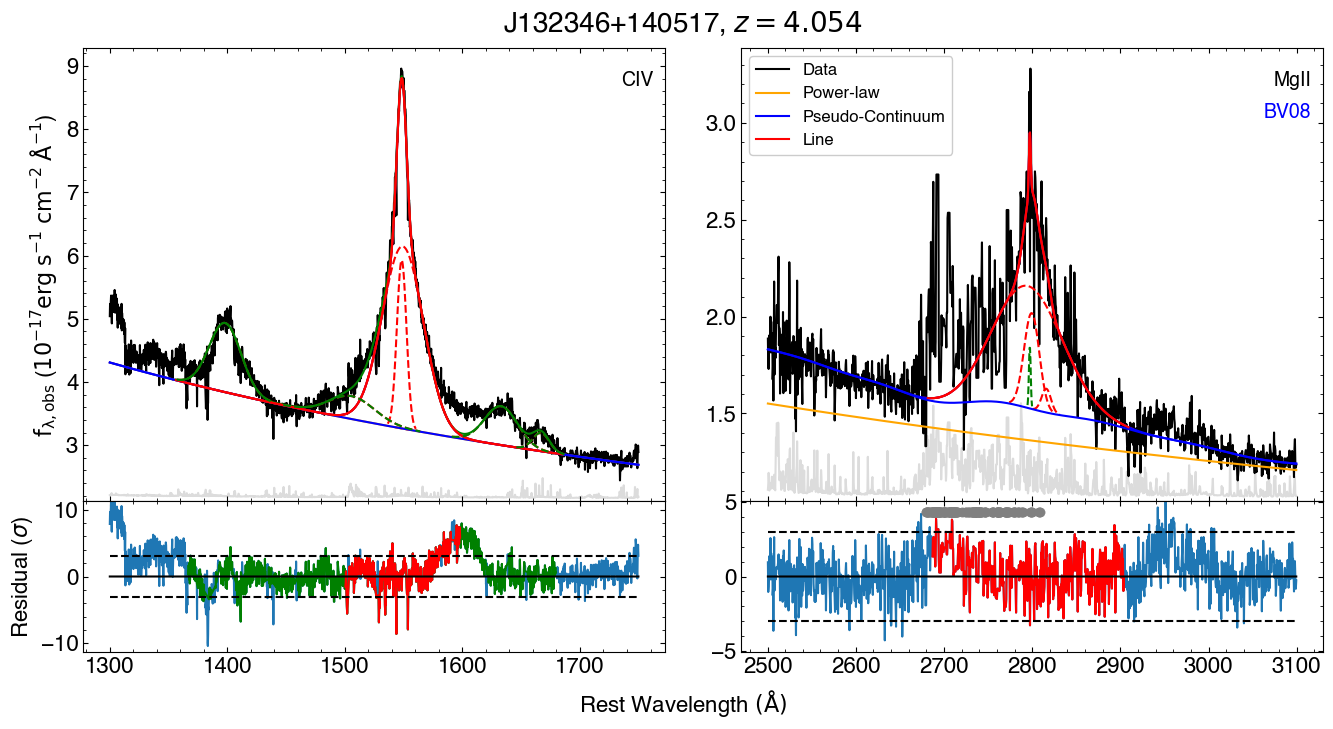 J132346+140517, z = 4.054
CIV
9
8
7
6
5
4
3
f_λ,obs (10⁻¹⁷erg s⁻¹ cm⁻² Å⁻¹)
Data
Power-law
Pseudo-Continuum
Line
MgII
BV08
3.0
2.5
2.0
1.5
10
0
−10
Residual (σ)
5
0
−5
1300 1400 1500 1600 1700
2500 2600 2700 2800 2900 3000 3100
Rest Wavelength (Å)